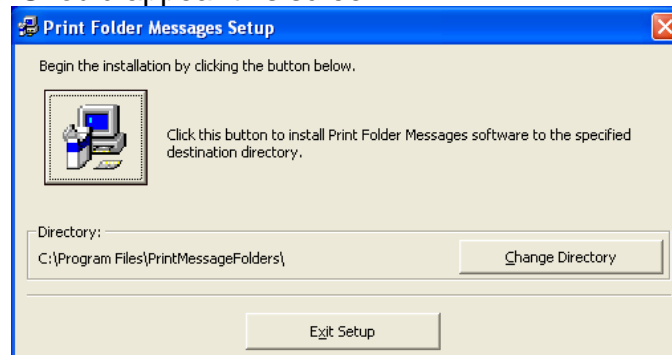 Print Folder Messages Setup
Begin the installation by clicking the button below.
Click this button to install Print Folder Messages software to the specified
destination directory.
Directory:
C:\Program Files\PrintMessageFolders\
Change Directory
Exit Setup